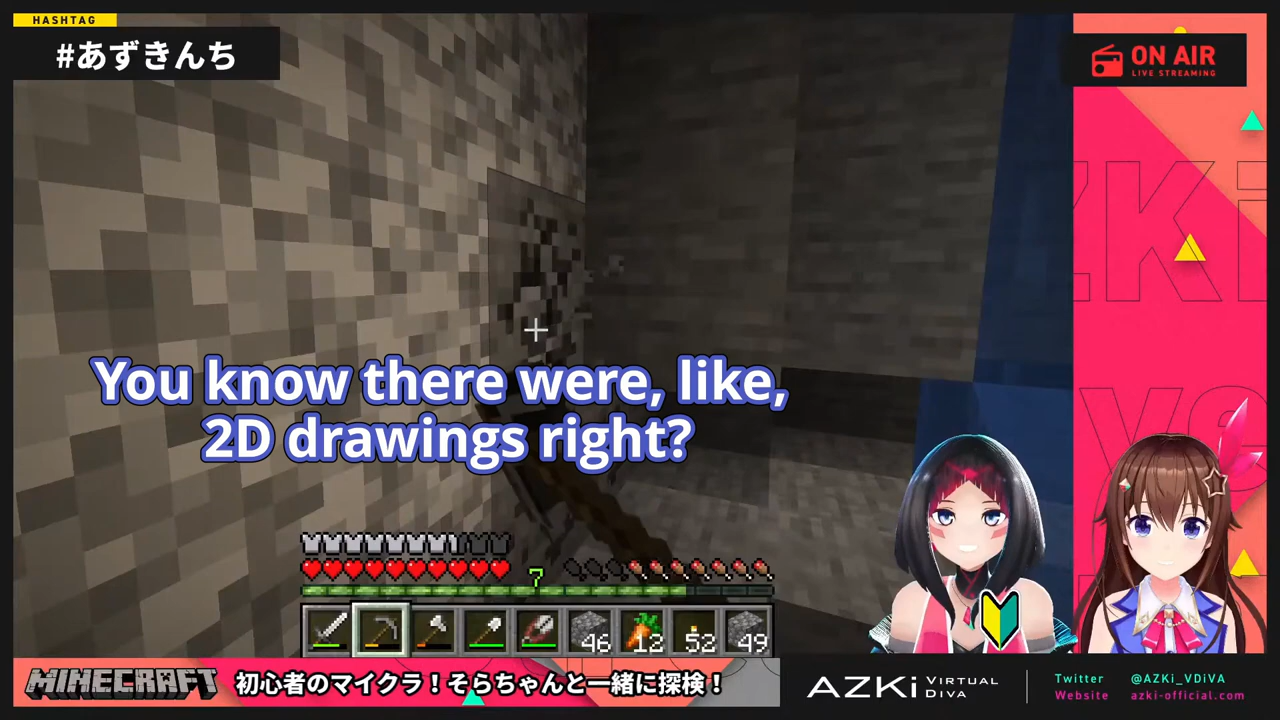 HASHTAG
#あずきんち
ON AIR
LIVE STREAMING
You know there were, like,
2D drawings right?
7
46
12
52
49
MINECRAFT
初心者のマイクラ！そらちゃんと一緒に探検！
AZKi VIRTUAL DiVA
Twitter @AZKi_VDiVA
Website azki-official.com